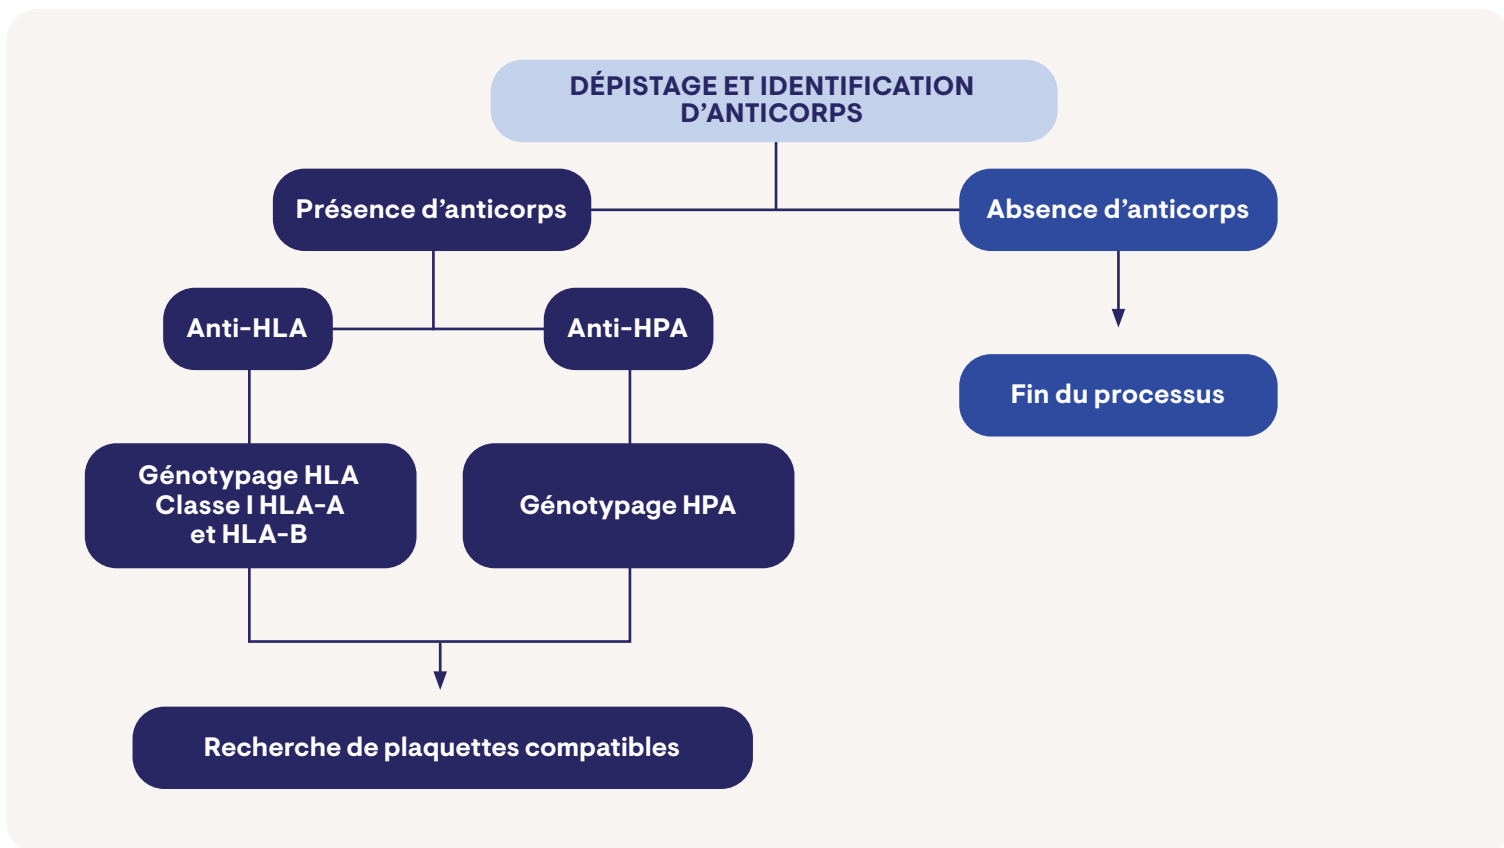 DÉPISTAGE ET IDENTIFICATION
D’ANTICORPS
Présence d’anticorps
Absence d’anticorps
Anti-HLA
Anti-HPA
Fin du processus
Génotypage HLA
Classe I HLA-A
et HLA-B
Génotypage HPA
Recherche de plaquettes compatibles